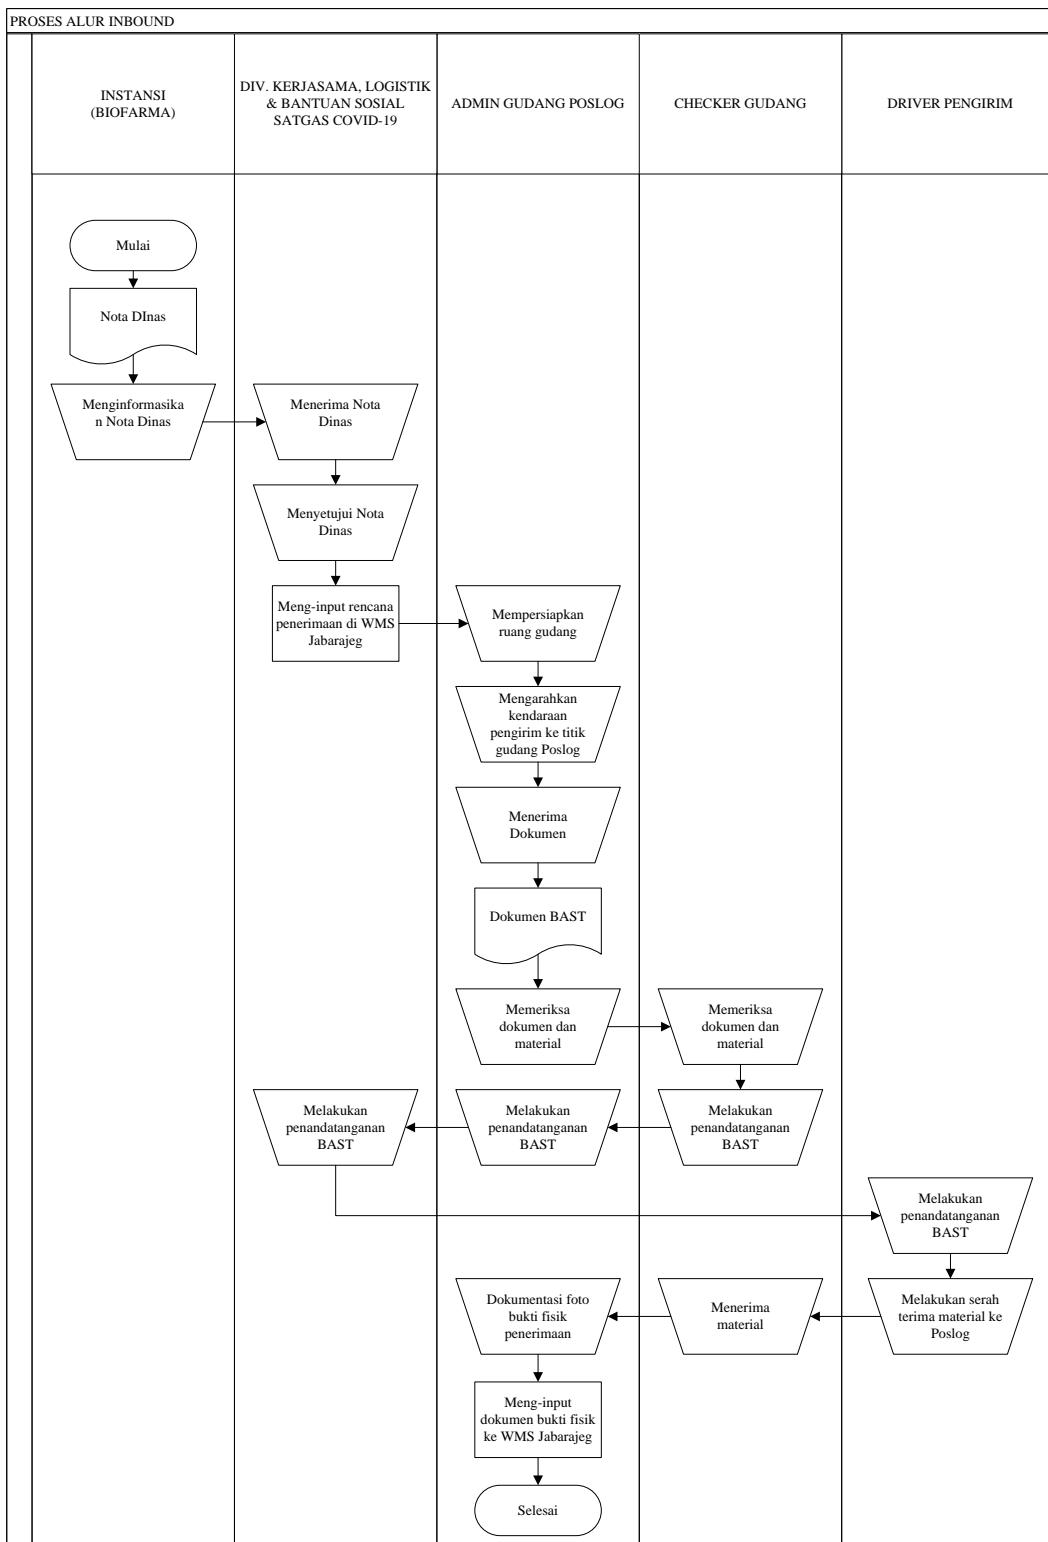 PROSES ALUR INBOUND
INSTANSI
(BIOFARMA)
DIV. KERJASAMA, LOGISTIK
& BANTUAN SOSIAL
SATGAS COVID-19
ADMIN GUDANG POSLOG
CHECKER GUDANG
DRIVER PENGIRIM
Mulai
Nota DInas
Menginformasika
n Nota Dinas
Menerima Nota
Dinas
Menyetujui Nota
Dinas
Meng-input rencana
penerimaan di WMS
Jabarajeg
Mempersiapkan
ruang gudang
Mengarahkan
kendaraan
pengirim ke titik
gudang Poslog
Menerima
Dokumen
Dokumen BAST
Memeriksa
dokumen dan
material
Memeriksa
dokumen dan
material
Melakukan
penandatanganan
BAST
Melakukan
penandatanganan
BAST
Melakukan
penandatanganan
BAST
Melakukan
penandatanganan
BAST
Melakukan serah
terima material ke
Poslog
Menerima
material
Dokumentasi foto
bukti fisik
penerimaan
Meng-input
dokumen bukti fisik
ke WMS Jabarajeg
Selesai